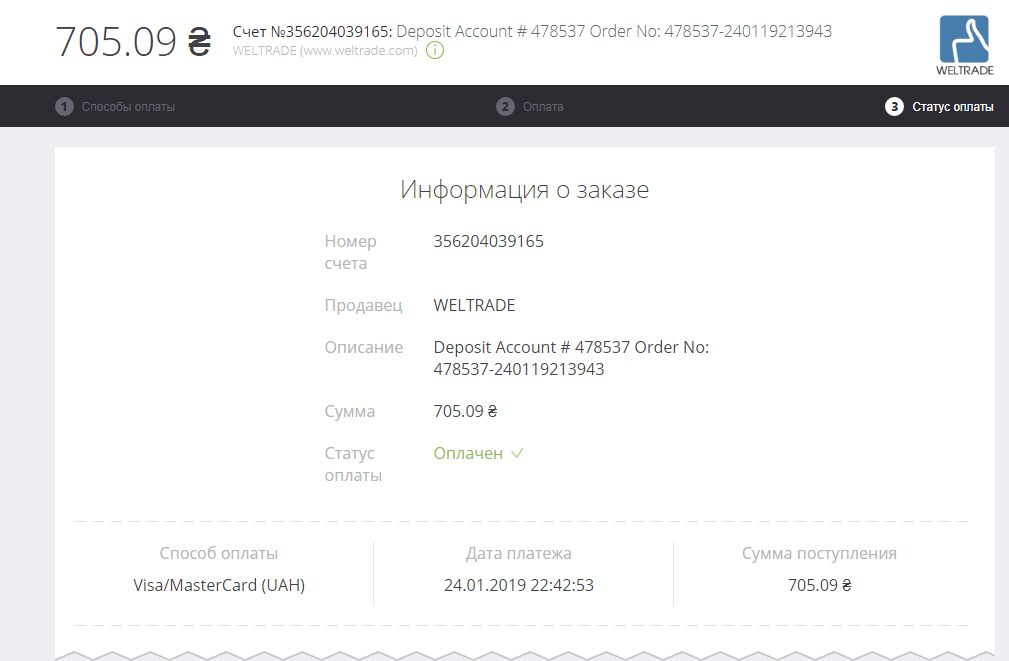 705.09 ₴
Счет №356204039165: Deposit Account # 478537 Order No: 478537-240119213943
WELTRADE (www.weltrade.com) i
WELTRADE
1 Способы оплаты
2 Оплата
3 Статус оплаты
Информация о заказе
Номер 356204039165
счета
Продавец WELTRADE
Описание Deposit Account # 478537 Order No:
478537-240119213943
Сумма 705.09 ₴
Статус Оплачен
оплаты
Способ оплаты
Visa/MasterCard (UAH)
Дата платежа
24.01.2019 22:42:53
Сумма поступления
705.09 ₴